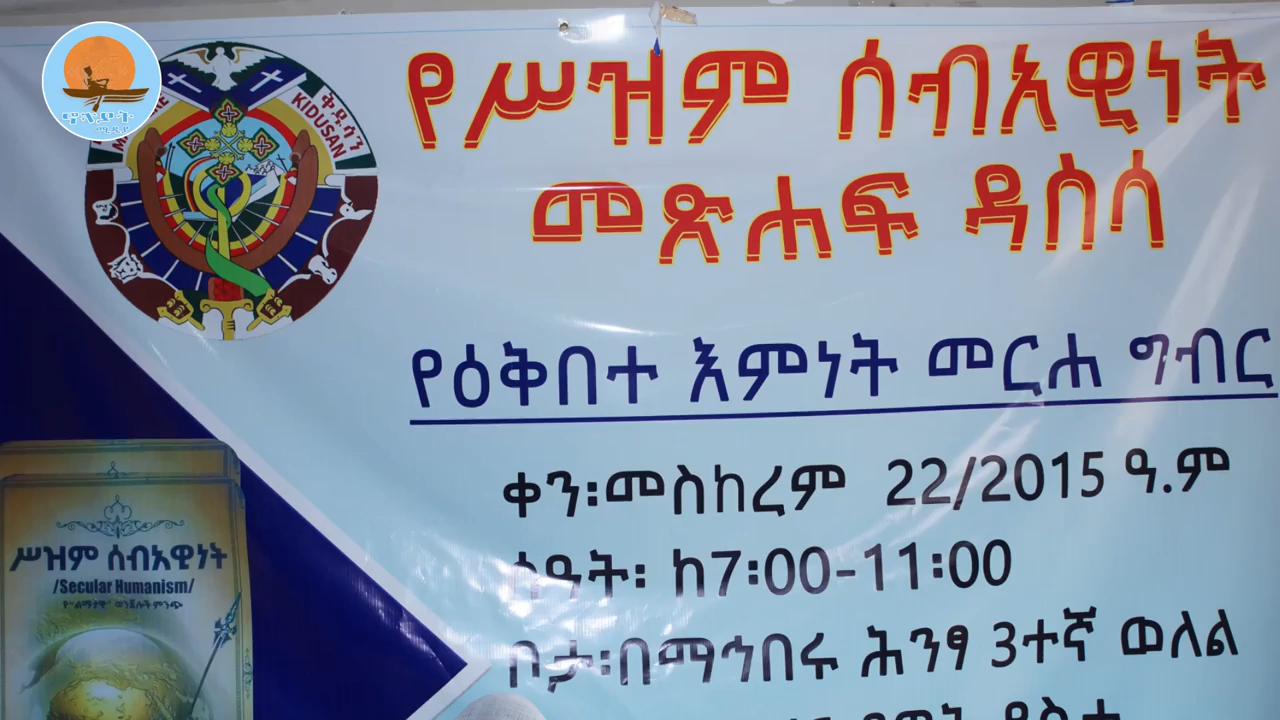 የሥዝም ሰብአዊነት
መጽሐፍ ዳሰሳ
የዕቅበተ እምነት መርሐ ግብር
ቀን፡መስከረም 22/2015 ዓ.ም
ሰዓት፡ ከ7፡00-11፡00
ቦታ፡በማኅበሩ ሕንፃ 3ተኛ ወለል
KIDUSAN
ቅዱሳን
ሥዝም ሰብአዊነት
/Secular Humanism/